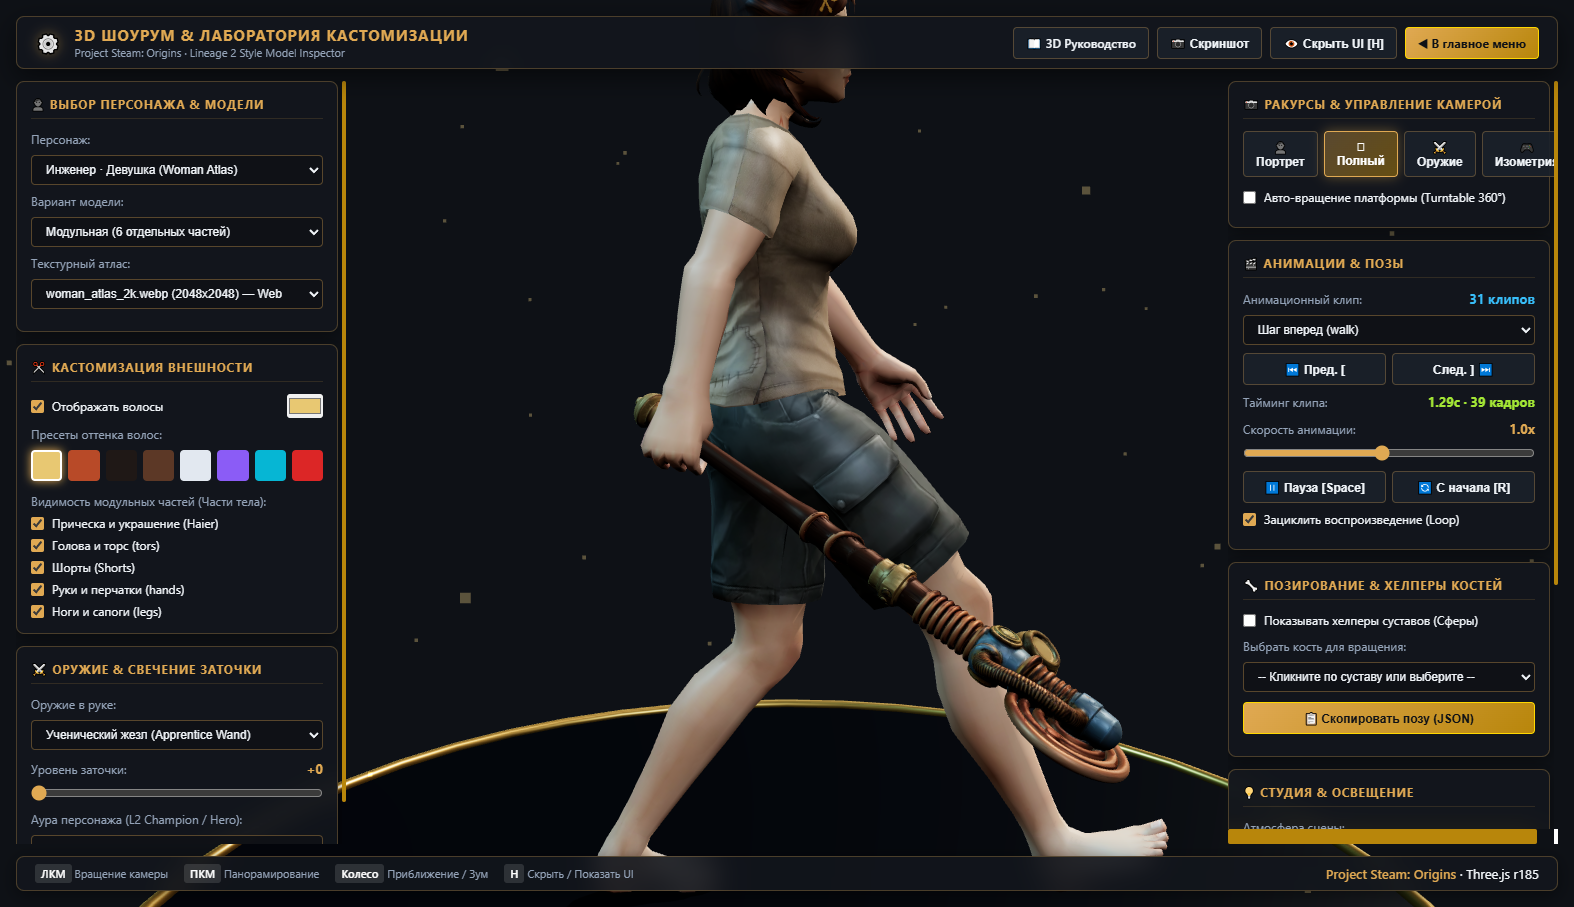 3D ШОУРУМ & ЛАБОРАТОРИЯ КАСТОМИЗАЦИИ
Project Steam: Origins · Lineage 2 Style Model Inspector
3D Руководство
Скриншот
Скрыть UI [H]
◀ В главное меню
ВЫБОР ПЕРСОНАЖА & МОДЕЛИ
Персонаж:
Инженер - Девушка (Woman Atlas)
Вариант модели:
Модульная (6 отдельных частей)
Текстурный атлас:
woman_atlas_2k.webp (2048x2048) — Web
КАСТОМИЗАЦИЯ ВНЕШНОСТИ
Отображать волосы
Пресеты оттенка волос:
Видимость модульных частей (Части тела):
Прическа и украшение (Haier)
Голова и торс (tors)
Шорты (Shorts)
Руки и перчатки (hands)
Ноги и сапоги (legs)
ОРУЖИЕ & СВЕЧЕНИЕ ЗАТОЧКИ
Оружие в руке:
Ученический жезл (Apprentice Wand)
Уровень заточки: +0
Аура персонажа (L2 Champion / Hero):
РАКУРСЫ & УПРАВЛЕНИЕ КАМЕРОЙ
Портрет
Полный
Оружие
Изометрия
Авто-вращение платформы (Turntable 360°)
АНИМАЦИИ & ПОЗЫ
Анимационный клип: 31 клипов
Шаг вперед (walk)
Пред. [
След. ]
Тайминг клипа: 1.29с · 39 кадров
Скорость анимации: 1.0x
Пауза [Space]
С начала [R]
Зациклить воспроизведение (Loop)
ПОЗИРОВАНИЕ & ХЕЛПЕРЫ КОСТЕЙ
Показывать хелперы суставов (Сферы)
Выбрать кость для вращения:
-- Кликните по суставу или выберите --
Скопировать позу (JSON)
СТУДИЯ & ОСВЕЩЕНИЕ
Атмосфера сцены:
ЛКМ Вращение камеры
ПКМ Панорамирование
Колесо Приближение / Зум
H Скрыть / Показать UI
Project Steam: Origins · Three.js r185